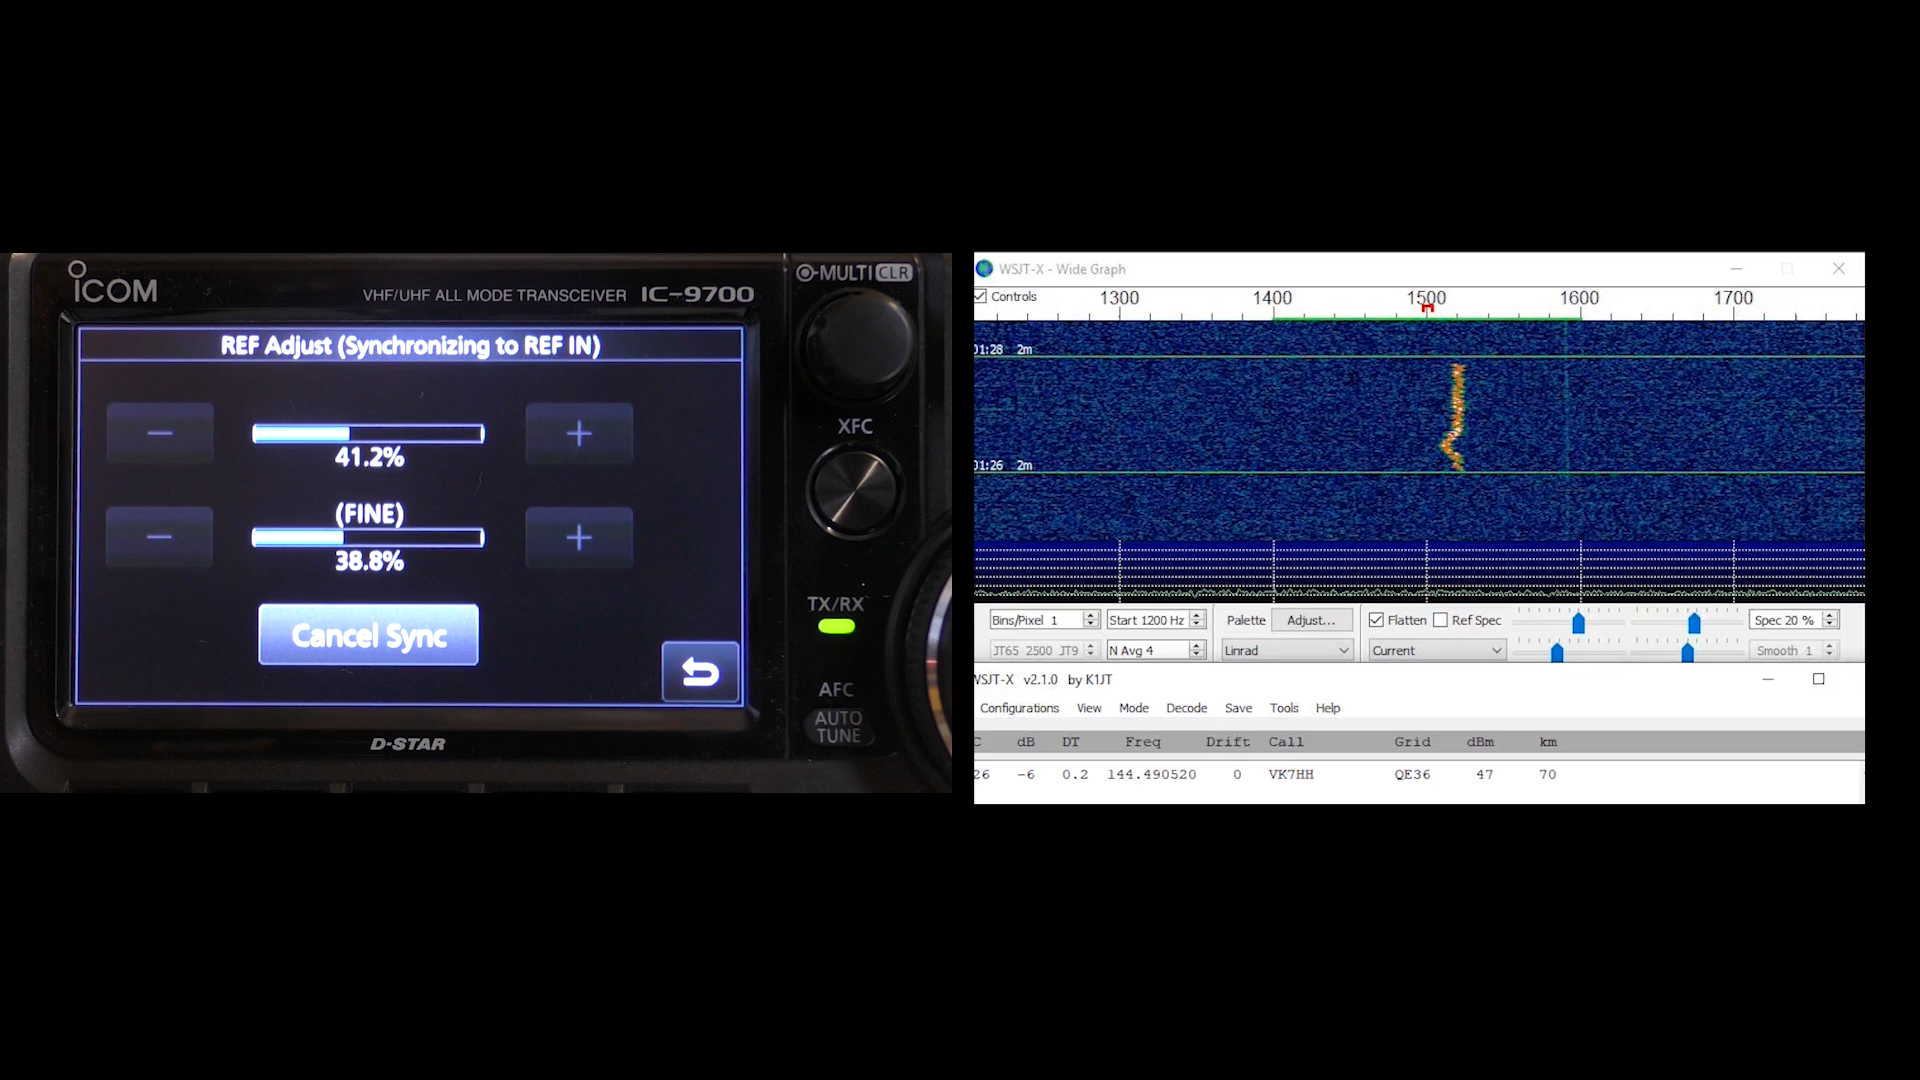 ICOM
VHF/UHF ALL MODE TRANSCEIVER IC-9700
MULTI CLR
REF Adjust (Synchronizing to REF IN)
− 41.2% +
(FINE)
− 38.8% +
Cancel Sync
XFC
TX/RX
AFC
AUTO
TUNE
D-STAR
WSJT-X - Wide Graph
Controls 1300 1400 1500 1600 1700
01:28 2m
01:26 2m
Bins/Pixel 1 Start 1200 Hz Palette Adjust... Flatten Ref Spec Spec 20 %
JT65 2500 JT9 N Avg 4 Linrad Current Smooth 1
WSJT-X v2.1.0 by K1JT
Configurations View Mode Decode Save Tools Help
dB DT Freq Drift Call Grid dBm km
26 -6 0.2 144.490520 0 VK7HH QE36 47 70